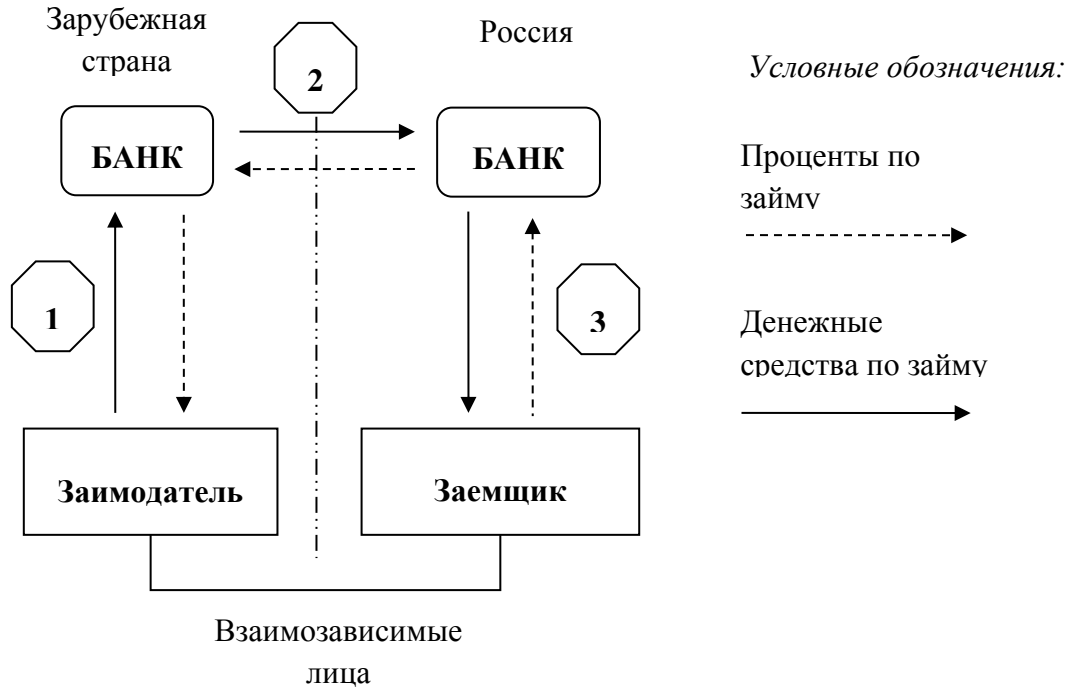 Зарубежная
страна
Россия
2
Условные обозначения:
БАНК
БАНК
Проценты по
займу
1
3
Денежные
средства по займу
Заимодатель
Заемщик
Взаимозависимые
лица